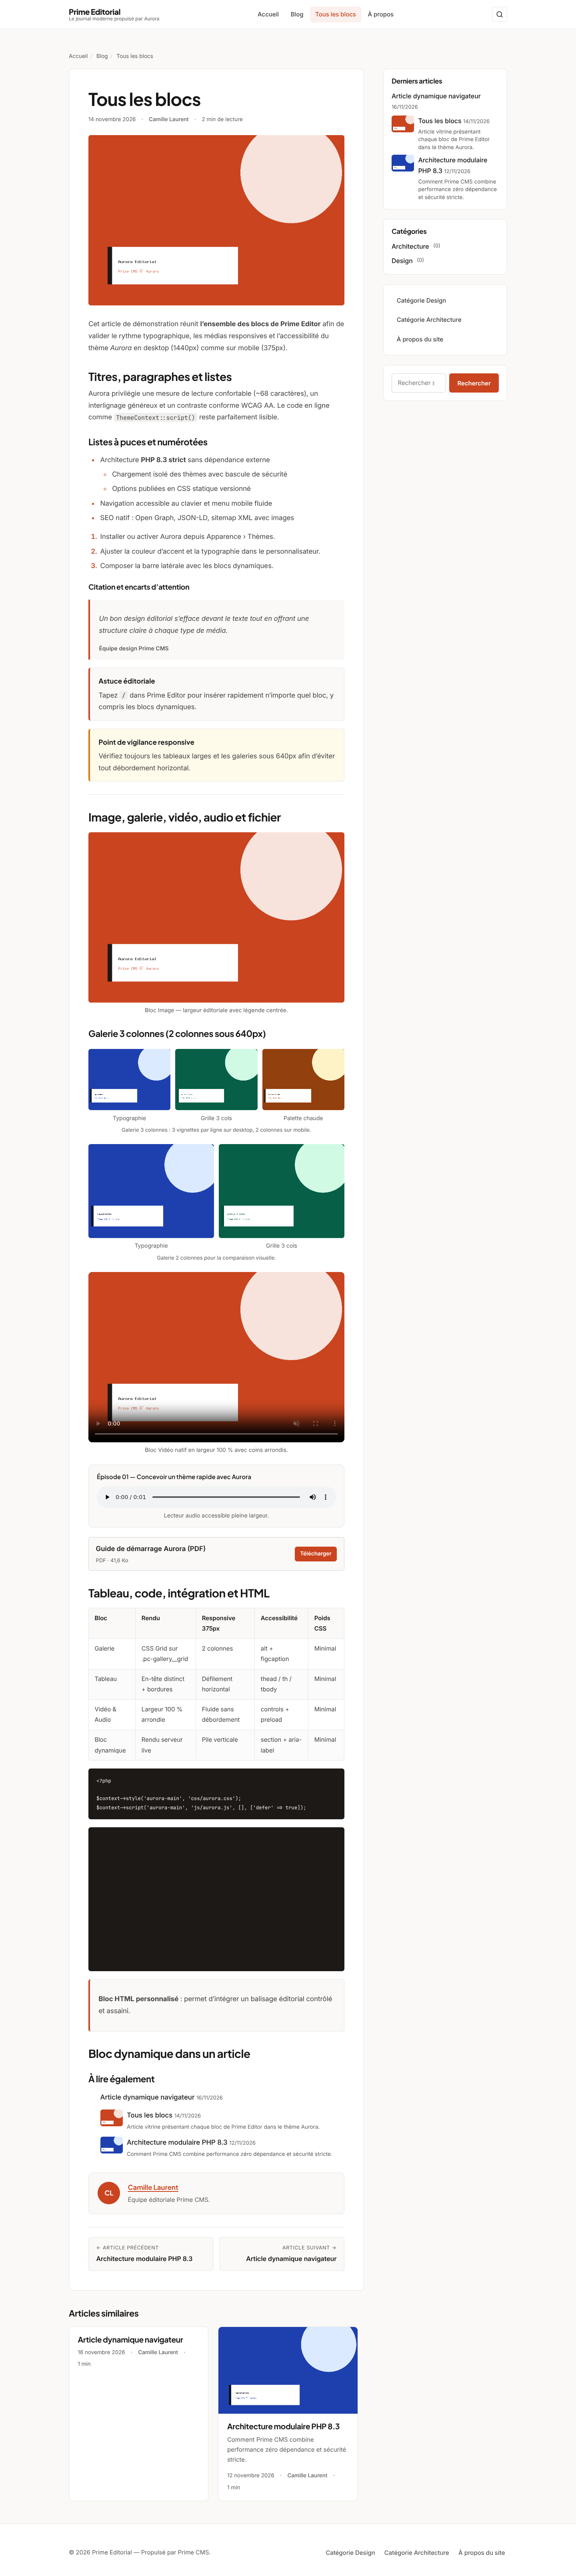 Prime Editorial
Le journal moderne propulsé par Aurora
Accueil
Blog
Tous les blocs
À propos
Accueil / Blog / Tous les blocs
Tous les blocs
14 novembre 2026 · Camille Laurent · 2 min de lecture
Aurora Editorial
Cet article de démonstration réunit l’ensemble des blocs de Prime Editor afin de
valider le rythme typographique, les médias responsives et l’accessibilité du
thème Aurora en desktop (1440px) comme sur mobile (375px).
Titres, paragraphes et listes
Aurora privilégie une mesure de lecture confortable (~68 caractères), un
interlignage généreux et un contraste conforme WCAG AA. Le code en ligne
comme ThemeContext::script() reste parfaitement lisible.
Listes à puces et numérotées
Architecture PHP 8.3 strict sans dépendance externe
Chargement isolé des thèmes avec bascule de sécurité
Options publiées en CSS statique versionné
Navigation accessible au clavier et menu mobile fluide
SEO natif : Open Graph, JSON-LD, sitemap XML avec images
1. Installer ou activer Aurora depuis Apparence › Thèmes.
2. Ajuster la couleur d’accent et la typographie dans le personnalisateur.
3. Composer la barre latérale avec les blocs dynamiques.
Citation et encarts d’attention
Un bon design éditorial s’efface devant le texte tout en offrant une
structure claire à chaque type de média.
Équipe design Prime CMS
Astuce éditoriale
Tapez / dans Prime Editor pour insérer rapidement n’importe quel bloc, y
compris les blocs dynamiques.
Point de vigilance responsive
Vérifiez toujours les tableaux larges et les galeries sous 640px afin d’éviter
tout débordement horizontal.
Image, galerie, vidéo, audio et fichier
Aurora Editorial
Bloc Image — largeur éditoriale avec légende centrée.
Galerie 3 colonnes (2 colonnes sous 640px)
Typographie
Grille 3 cols
Palette chaude
Galerie 3 colonnes : 3 vignettes par ligne sur desktop, 2 colonnes sur mobile.
Typographie
Grille 3 cols
Galerie 2 colonnes pour la comparaison visuelle.
Aurora Editorial
0:00
Bloc Vidéo natif en largeur 100 % avec coins arrondis.
Épisode 01 — Concevoir un thème rapide avec Aurora
0:00 / 0:01
Lecteur audio accessible pleine largeur.
Guide de démarrage Aurora (PDF)
PDF · 41,6 Ko
Télécharger
Tableau, code, intégration et HTML
Bloc Rendu Responsive 375px Accessibilité Poids CSS
Galerie CSS Grid sur .pc-gallery__grid 2 colonnes alt + figcaption Minimal
Tableau En-tête distinct + bordures Défilement horizontal thead / th / tbody Minimal
Vidéo & Audio Largeur 100 % arrondie Fluide sans débordement controls + preload Minimal
Bloc dynamique Rendu serveur live Pile verticale section + aria-label Minimal
<?php
$context->style('aurora-main', 'css/aurora.css');
$context->script('aurora-main', 'js/aurora.js', [], ['defer' => true]);
Bloc HTML personnalisé : permet d’intégrer un balisage éditorial contrôlé
et assaini.
Bloc dynamique dans un article
À lire également
Article dynamique navigateur 16/11/2026
Tous les blocs 14/11/2026
Article vitrine présentant chaque bloc de Prime Editor dans le thème Aurora.
Architecture modulaire PHP 8.3 12/11/2026
Comment Prime CMS combine performance zéro dépendance et sécurité stricte.
CL
Camille Laurent
Équipe éditoriale Prime CMS.
← ARTICLE PRÉCÉDENT
Architecture modulaire PHP 8.3
ARTICLE SUIVANT →
Article dynamique navigateur
Derniers articles
Article dynamique navigateur
16/11/2026
Tous les blocs 14/11/2026
Article vitrine présentant
chaque bloc de Prime Editor
dans le thème Aurora.
Architecture modulaire
PHP 8.3 12/11/2026
Comment Prime CMS combine
performance zéro dépendance
et sécurité stricte.
Catégories
Architecture (0)
Design (0)
Catégorie Design
Catégorie Architecture
À propos du site
Rechercher
Articles similaires
Article dynamique navigateur
16 novembre 2026 · Camille Laurent ·
1 min
Architecture modulaire PHP 8.3
Comment Prime CMS combine
performance zéro dépendance et sécurité
stricte.
12 novembre 2026 · Camille Laurent ·
1 min
© 2026 Prime Editorial — Propulsé par Prime CMS.
Catégorie Design
Catégorie Architecture
À propos du site